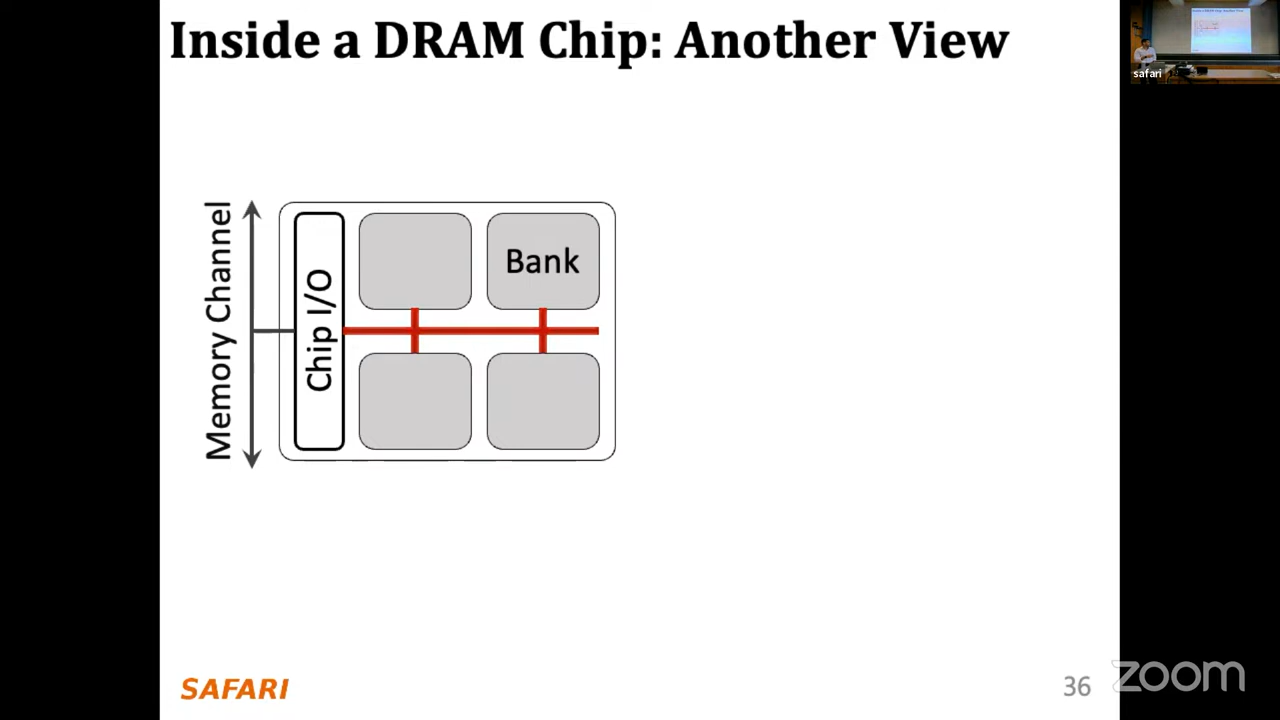 Inside a DRAM Chip: Another View
safari
Memory Channel
Chip I/O
Bank
SAFARI
36
zoom